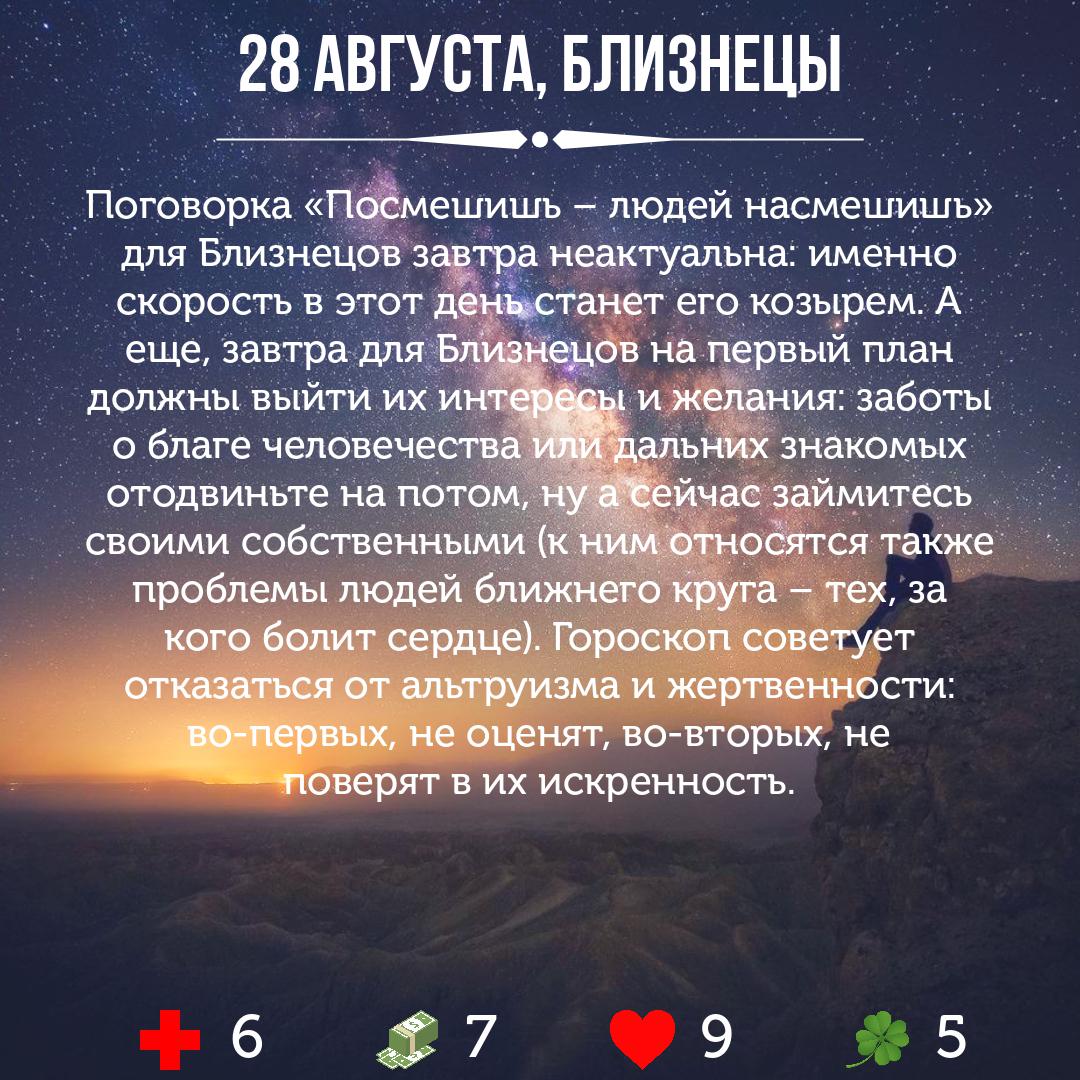 28 АВГУСТА, БЛИЗНЕЦЫ
Поговорка «Посмешишь – людей насмешишь»
для Близнецов завтра неактуальна: именно
скорость в этот день станет его козырем. А
еще, завтра для Близнецов на первый план
должны выйти их интересы и желания: заботы
о благе человечества или дальних знакомых
отодвиньте на потом, ну а сейчас займитесь
своими собственными (к ним относятся также
проблемы людей ближнего круга – тех, за
кого болит сердце). Гороскоп советует
отказаться от альтруизма и жертвенности:
во-первых, не оценят, во-вторых, не
поверят в их искренность.
6 7 9 5